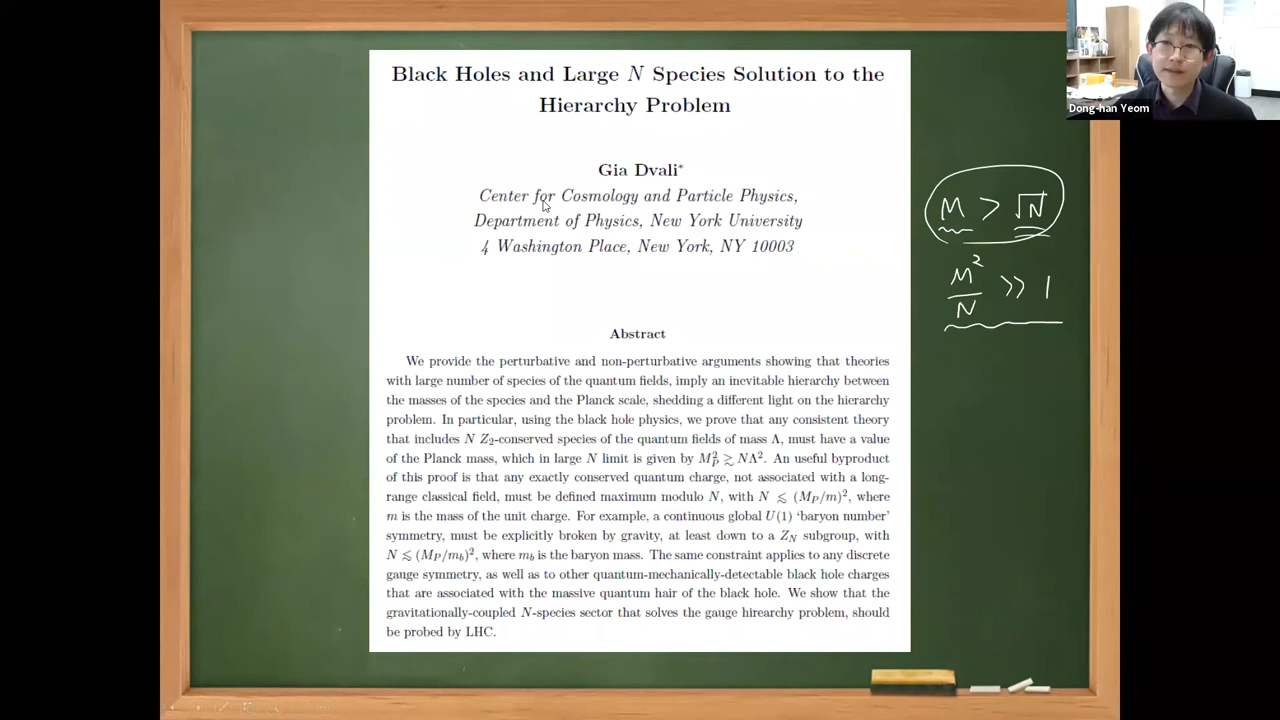 Black Holes and Large N Species Solution to the
Hierarchy Problem
Gia Dvali*
Center for Cosmology and Particle Physics,
Department of Physics, New York University
4 Washington Place, New York, NY 10003
Abstract
We provide the perturbative and non-perturbative arguments showing that theories
with large number of species of the quantum fields, imply an inevitable hierarchy between
the masses of the species and the Planck scale, shedding a different light on the hierarchy
problem. In particular, using the black hole physics, we prove that any consistent theory
that includes N Z₂-conserved species of the quantum fields of mass Λ, must have a value
of the Planck mass, which in large N limit is given by M²_P ≳ NΛ². An useful byproduct
of this proof is that any exactly conserved quantum charge, not associated with a long-
range classical field, must be defined maximum modulo N, with N ≲ (M_P/m)², where
m is the mass of the unit charge. For example, a continuous global U(1) ‘baryon number’
symmetry, must be explicitly broken by gravity, at least down to a Z_N subgroup, with
N ≲ (M_P/m_b)², where m_b is the baryon mass. The same constraint applies to any discrete
gauge symmetry, as well as to other quantum-mechanically-detectable black hole charges
that are associated with the massive quantum hair of the black hole. We show that the
gravitationally-coupled N-species sector that solves the gauge hirearchy problem, should
be probed by LHC.
M > √N
M²/N >> 1
Dong-han Yeom